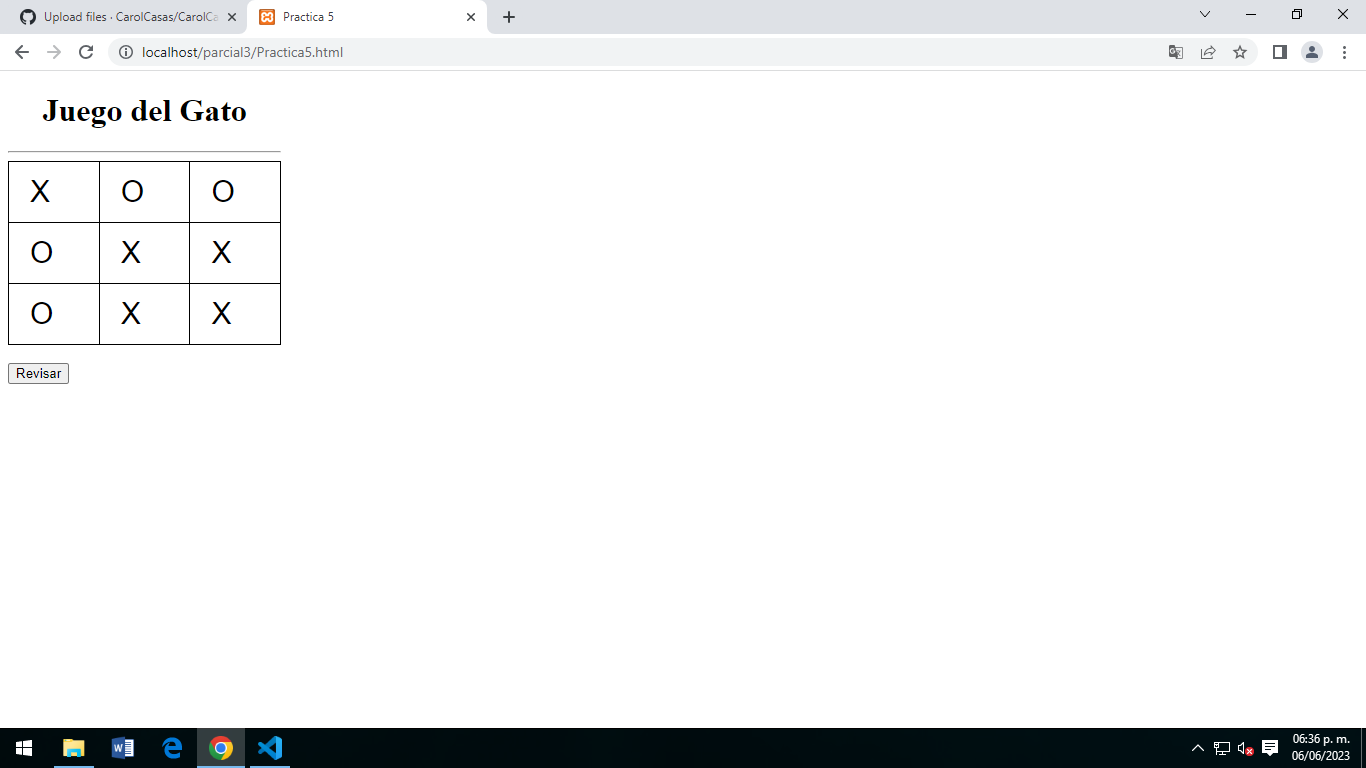 Upload files · CarolCasas/CarolCa
Practica 5
localhost/parcial3/Practica5.html
Juego del Gato
X O O
O X X
O X X
Revisar
06:36 p. m.
06/06/2023